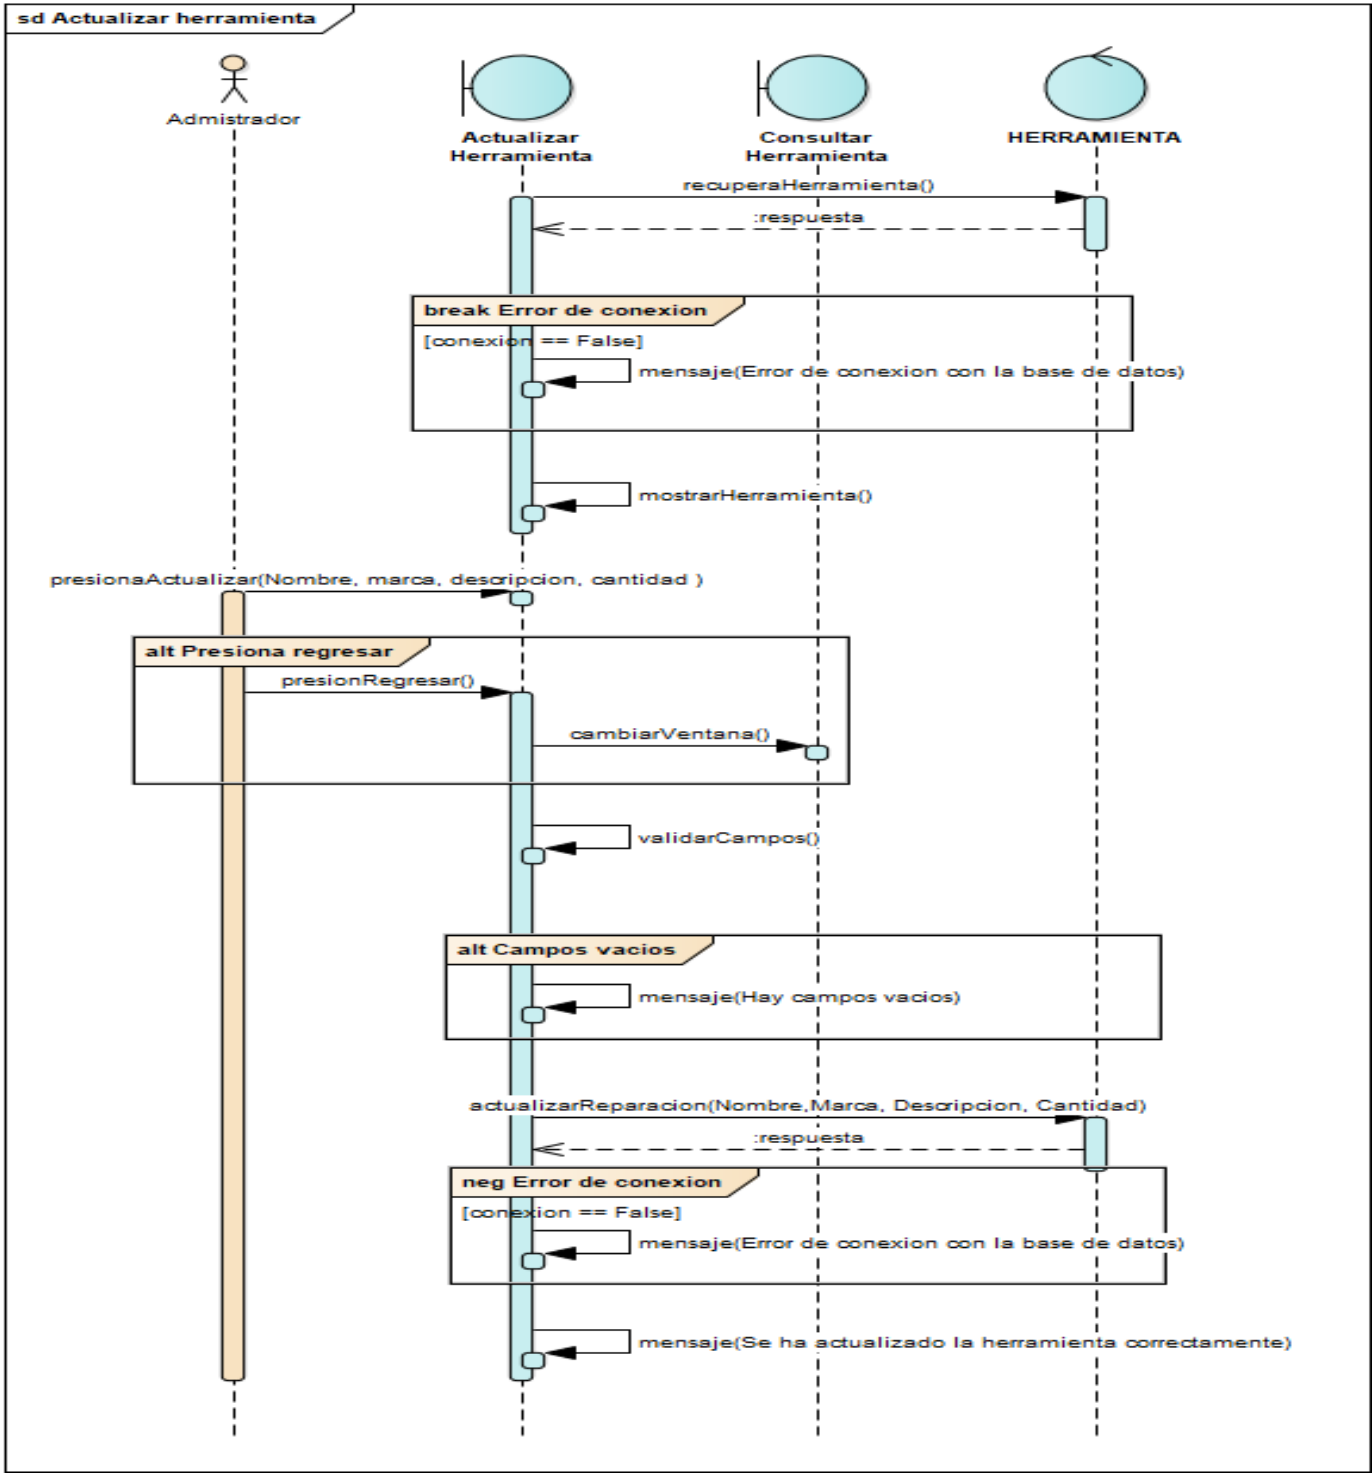 sd Actualizar herramienta
Admistrador
Actualizar
Herramienta
Consultar
Herramienta
HERRAMIENTA
recuperaHerramienta()
:respuesta
break Error de conexion
[conexion == False]
mensaje(Error de conexion con la base de datos)
mostrarHerramienta()
presionaActualizar(Nombre, marca, descripcion, cantidad )
alt Presiona regresar
presionRegresar()
cambiarVentana()
validarCampos()
alt Campos vacios
mensaje(Hay campos vacios)
actualizarReparacion(Nombre,Marca, Descripcion, Cantidad)
:respuesta
neg Error de conexion
[conexion == False]
mensaje(Error de conexion con la base de datos)
mensaje(Se ha actualizado la herramienta correctamente)